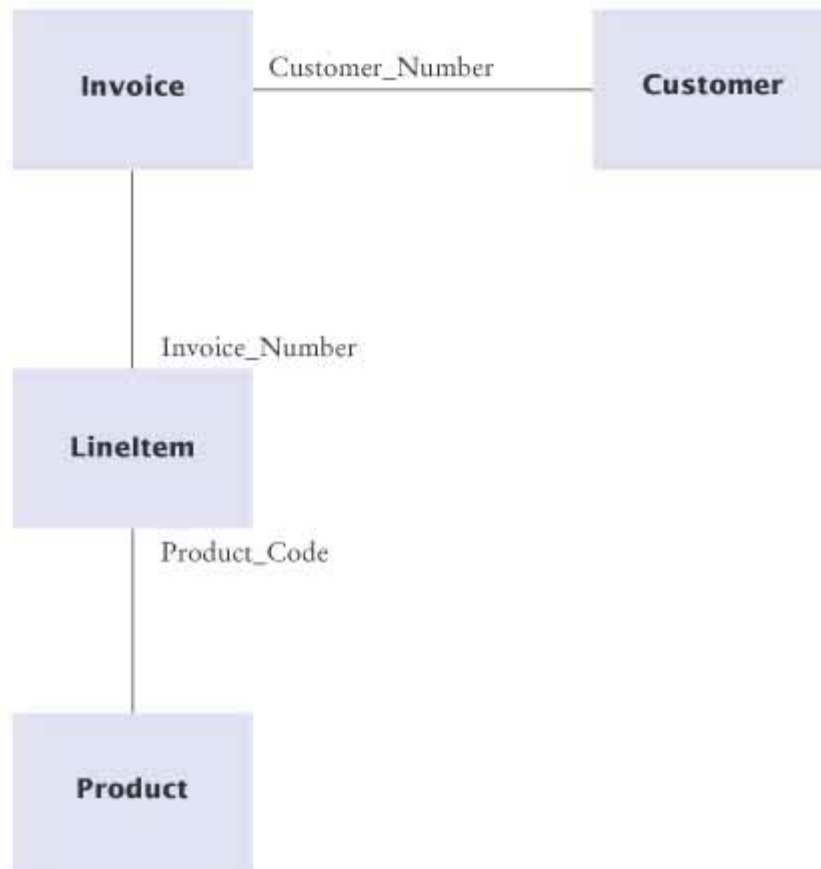 Invoice
Customer_Number
Customer
Invoice_Number
LineItem
Product_Code
Product